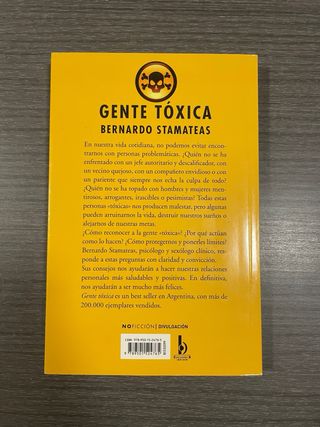 GENTE TÓXICA
BERNARDO STAMATEAS
En nuestra vida cotidiana, no podemos evitar encon-
trarnos con personas problemáticas. ¿Quién no se ha
enfrentado con un jefe autoritario y descalificador, con
un vecino quejoso, con un compañero envidioso o con
un pariente que siempre nos echa la culpa de todo?
¿Quién no se ha topado con hombres y mujeres men-
tirosos, arrogantes, irascibles o pesimistas? Todas estas
personas «tóxicas» nos producen malestar, pero algunas
pueden arruinarnos la vida, destruir nuestros sueños o
alejarnos de nuestras metas.
¿Cómo reconocer a la gente «tóxica»? ¿Por qué actúan
como lo hacen? ¿Cómo protegernos y ponerles límites?
Bernardo Stamateas, psicólogo y sexólogo clínico, respon-
de a estas preguntas con claridad y convicción.
Sus consejos nos ayudarán a hacer nuestras relaciones
personales más saludables y positivas. En definitiva,
nos ayudarán a ser mucho más felices.
Gente tóxica es un best seller en Argentina, con más de
200.000 ejemplares vendidos.
NOFICCIÓN | DIVULGACIÓN